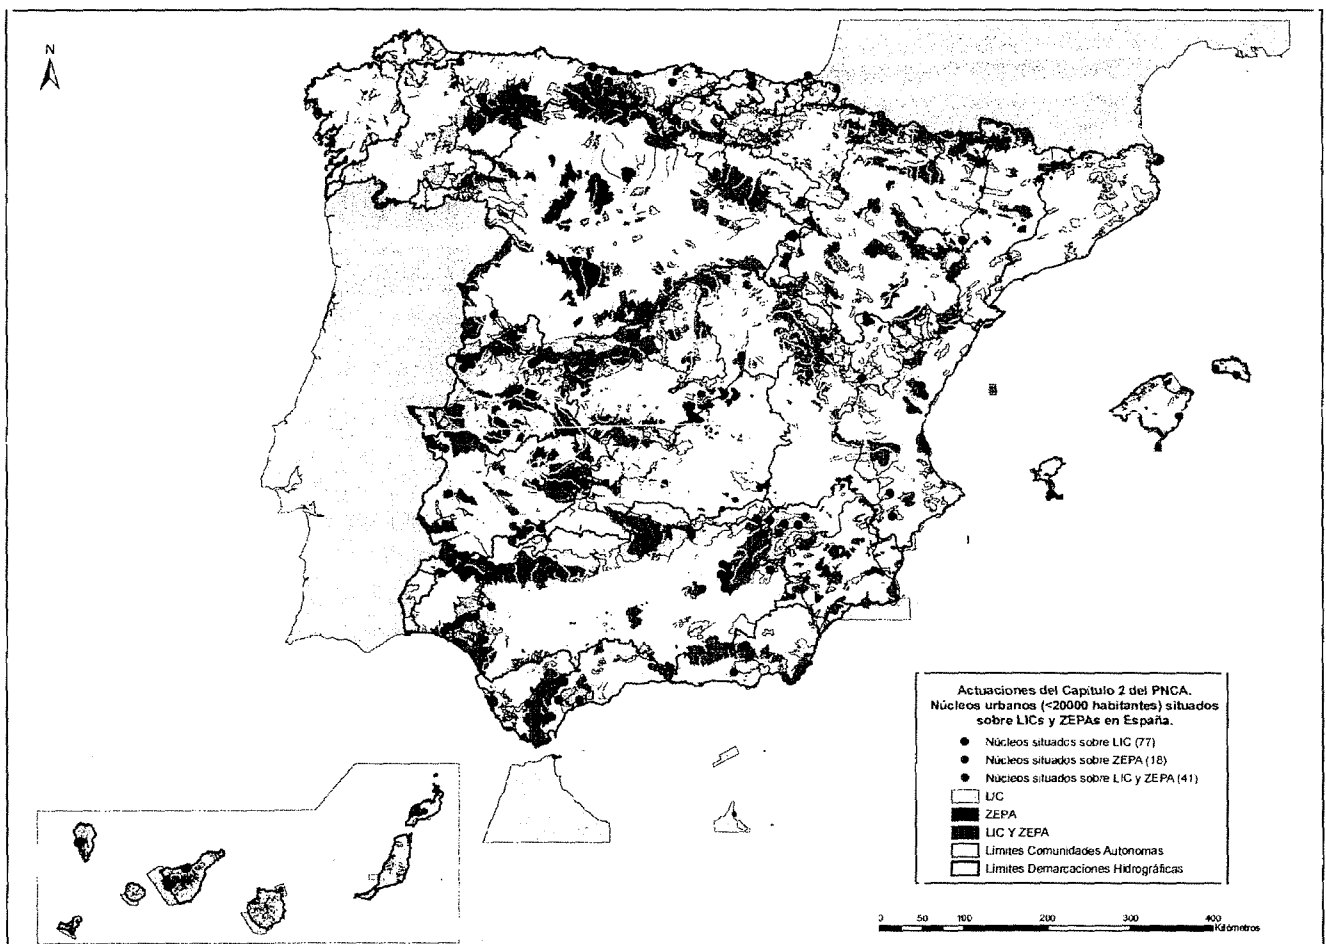 N
Actuaciones del Capítulo 2 del PNCA.
Núcleos urbanos (<20000 habitantes) situados
sobre LICs y ZEPAs en España.
Núcleos situados sobre LIC (77)
Núcleos situados sobre ZEPA (18)
Núcleos situados sobre LIC y ZEPA (41)
LIC
ZEPA
LIC Y ZEPA
Límites Comunidades Autonomas
Límites Demarcaciones Hidrográficas
0 50 100 200 300 400
Kilómetros